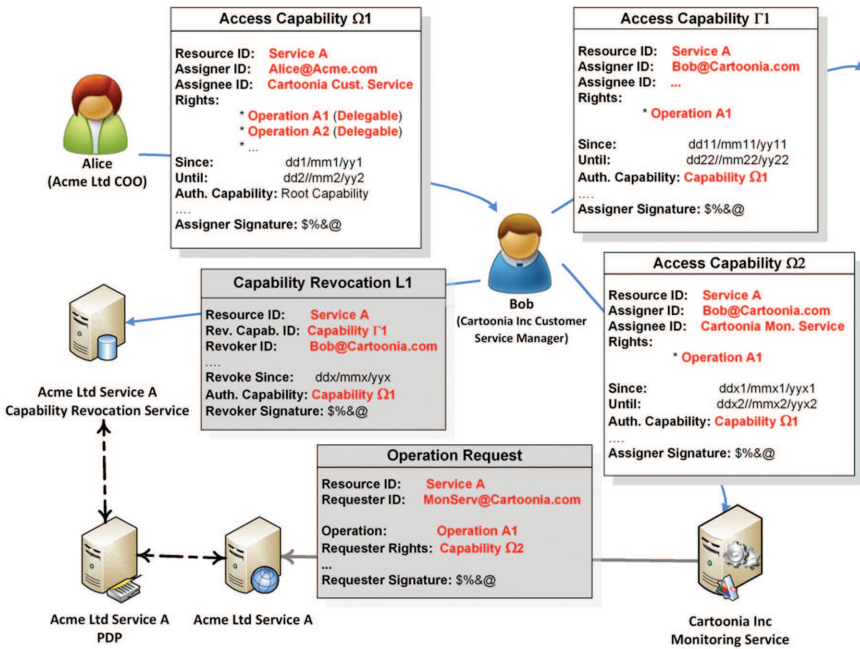 Access Capability Ω1
Resource ID: Service A
Assigner ID: Alice@Acme.com
Assignee ID: Cartoonia Cust. Service
Rights:
* Operation A1 (Delegable)
* Operation A2 (Delegable)
* ...
Since: dd1/mm1/yy1
Until: dd2//mm2/yy2
Auth. Capability: Root Capability
....
Assigner Signature: $%&@
Alice
(Acme Ltd COO)
Access Capability Γ1
Resource ID: Service A
Assigner ID: Bob@Cartoonia.com
Assignee ID: ...
Rights:
* Operation A1
Since: dd11/mm11/yy11
Until: dd22//mm22/yy22
Auth. Capability: Capability Ω1
....
Assigner Signature: $%&@
Bob
(Cartoonia Inc Customer
Service Manager)
Capability Revocation L1
Resource ID: Service A
Rev. Capab. ID: Capability Γ1
Revoker ID: Bob@Cartoonia.com
....
Revoke Since: ddx/mmx/yyx
Auth. Capability: Capability Ω1
Revoker Signature: $%&@
Acme Ltd Service A
Capability Revocation Service
Access Capability Ω2
Resource ID: Service A
Assigner ID: Bob@Cartoonia.com
Assignee ID: Cartoonia Mon. Service
Rights:
* Operation A1
Since: ddx1/mmx1/yyx1
Until: ddx2//mmx2/yyx2
Auth. Capability: Capability Ω1
....
Assigner Signature: $%&@
Operation Request
Resource ID: Service A
Requester ID: MonServ@Cartoonia.com
Operation: Operation A1
Requester Rights: Capability Ω2
...
Requester Signature: $%&@
Acme Ltd Service A
PDP
Acme Ltd Service A
Cartoonia Inc
Monitoring Service